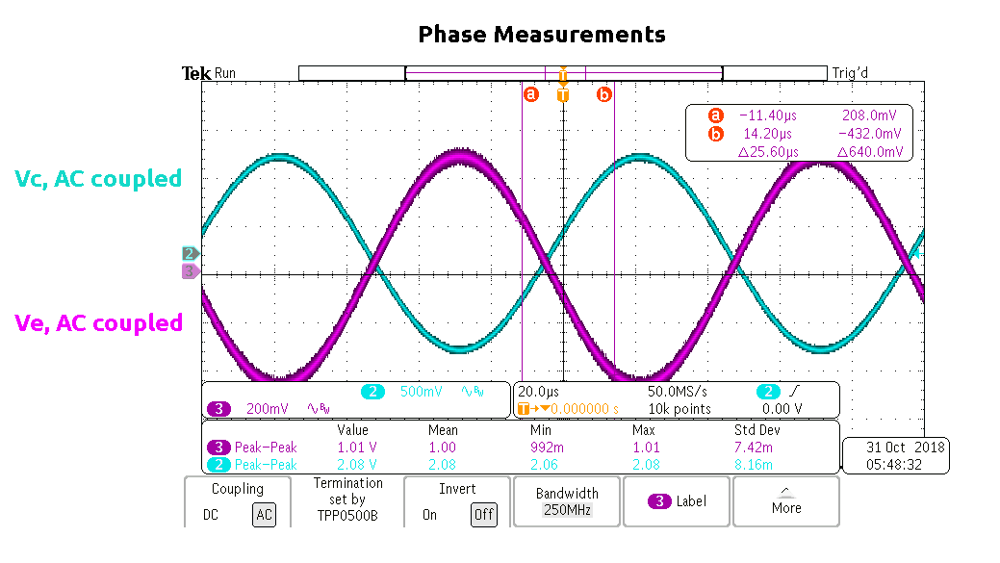 Phase Measurements
Tek Run Trig'd
T
a T b
a −11.40µs 208.0mV
b 14.20µs −432.0mV
△25.60µs △640.0mV
Vc, AC coupled
2
3
Ve, AC coupled
2 500mV
3 200mV
20.0µs 50.0MS/s 2
T 0.000000 s 10k points 0.00 V
Value Mean Min Max Std Dev
3 Peak−Peak 1.01 V 1.00 992m 1.01 7.42m
2 Peak−Peak 2.08 V 2.08 2.06 2.08 8.16m
31 Oct 2018
05:48:32
Coupling
DC AC
Termination
set by
TPP0500B
Invert
On Off
Bandwidth
250MHz
3 Label
More